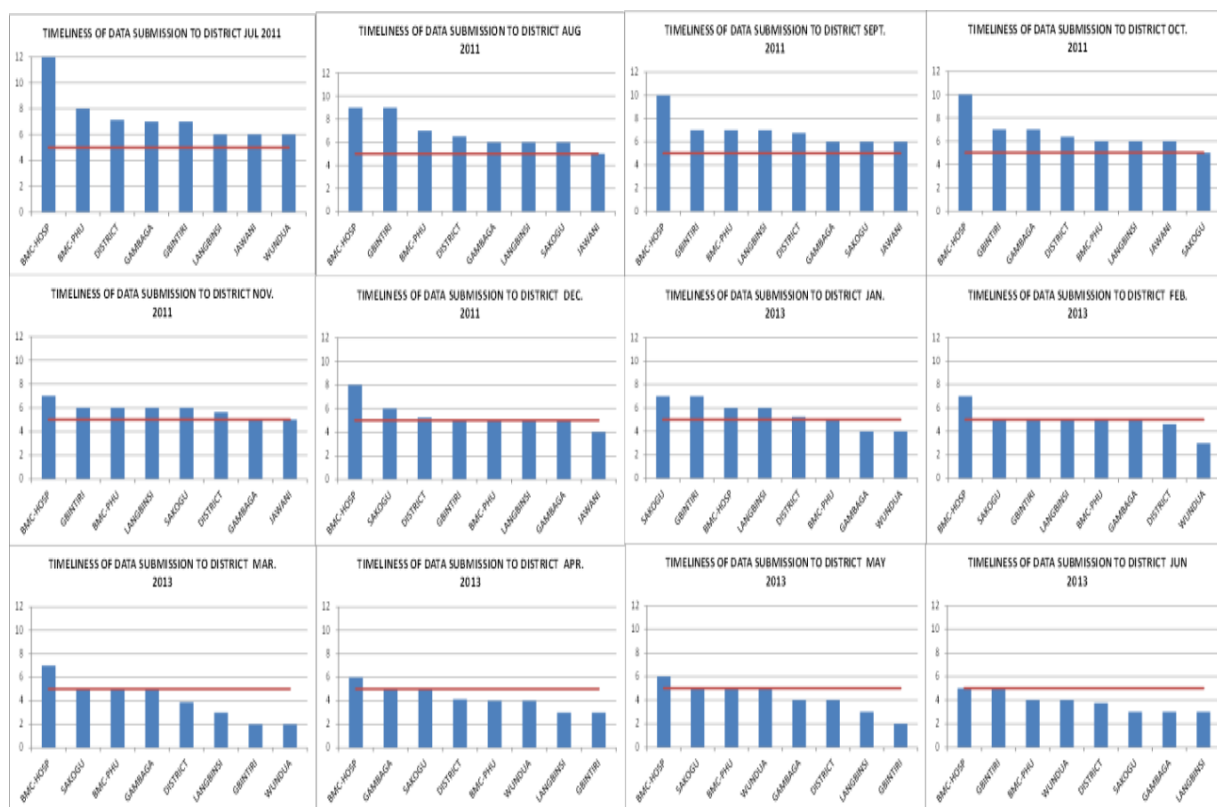 TIMELINESS OF DATA SUBMISSION TO DISTRICT JUL 2011
12
10
8
6
4
2
0
BMC-HOSP
BMC-PHU
DISTRICT
GAMBAGA
GBINTIRI
LANGBINSI
JAWANI
WUNDUA
TIMELINESS OF DATA SUBMISSION TO DISTRICT AUG
2011
12
10
8
6
4
2
0
BMC-HOSP
GBINTIRI
BMC-PHU
DISTRICT
GAMBAGA
LANGBINSI
SAKOGU
JAWANI
TIMELINESS OF DATA SUBMISSION TO DISTRICT SEPT.
2011
12
10
8
6
4
2
0
BMC-HOSP
GBINTIRI
BMC-PHU
LANGBINSI
DISTRICT
GAMBAGA
SAKOGU
JAWANI
TIMELINESS OF DATA SUBMISSION TO DISTRICT OCT.
2011
12
10
8
6
4
2
0
BMC-HOSP
GBINTIRI
GAMBAGA
DISTRICT
BMC-PHU
LANGBINSI
JAWANI
SAKOGU
TIMELINESS OF DATA SUBMISSION TO DISTRICT NOV.
2011
12
10
8
6
4
2
0
BMC-HOSP
GBINTIRI
BMC-PHU
LANGBINSI
SAKOGU
DISTRICT
GAMBAGA
JAWANI
TIMELINESS OF DATA SUBMISSION TO DISTRICT DEC.
2011
12
10
8
6
4
2
0
BMC-HOSP
SAKOGU
DISTRICT
GBINTIRI
BMC-PHU
LANGBINSI
GAMBAGA
JAWANI
TIMELINESS OF DATA SUBMISSION TO DISTRICT JAN.
2013
12
10
8
6
4
2
0
SAKOGU
GBINTIRI
BMC-HOSP
LANGBINSI
DISTRICT
BMC-PHU
GAMBAGA
WUNDUA
TIMELINESS OF DATA SUBMISSION TO DISTRICT FEB.
2013
12
10
8
6
4
2
0
BMC-HOSP
SAKOGU
GBINTIRI
LANGBINSI
BMC-PHU
GAMBAGA
DISTRICT
WUNDUA
TIMELINESS OF DATA SUBMISSION TO DISTRICT MAR.
2013
12
10
8
6
4
2
0
BMC-HOSP
SAKOGU
BMC-PHU
GAMBAGA
DISTRICT
LANGBINSI
GBINTIRI
WUNDUA
TIMELINESS OF DATA SUBMISSION TO DISTRICT APR.
2013
12
10
8
6
4
2
0
BMC-HOSP
GAMBAGA
SAKOGU
DISTRICT
BMC-PHU
WUNDUA
LANGBINSI
GBINTIRI
TIMELINESS OF DATA SUBMISSION TO DISTRICT MAY
2013
12
10
8
6
4
2
0
BMC-HOSP
SAKOGU
BMC-PHU
WUNDUA
GAMBAGA
DISTRICT
LANGBINSI
GBINTIRI
TIMELINESS OF DATA SUBMISSION TO DISTRICT JUN
2013
12
10
8
6
4
2
0
BMC-HOSP
GBINTIRI
BMC-PHU
WUNDUA
DISTRICT
SAKOGU
GAMBAGA
LANGBINSI